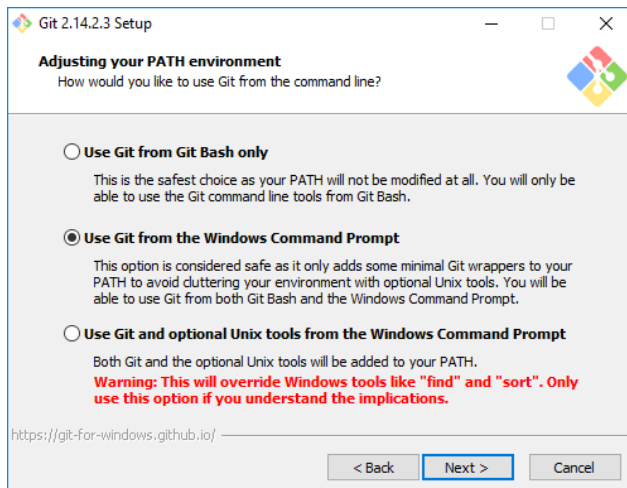 Git 2.14.2.3 Setup
Adjusting your PATH environment
How would you like to use Git from the command line?
Use Git from Git Bash only
This is the safest choice as your PATH will not be modified at all. You will only be
able to use the Git command line tools from Git Bash.
Use Git from the Windows Command Prompt
This option is considered safe as it only adds some minimal Git wrappers to your
PATH to avoid cluttering your environment with optional Unix tools. You will be
able to use Git from both Git Bash and the Windows Command Prompt.
Use Git and optional Unix tools from the Windows Command Prompt
Both Git and the optional Unix tools will be added to your PATH.
Warning: This will override Windows tools like "find" and "sort". Only
use this option if you understand the implications.
https://git-for-windows.github.io/
< Back Next > Cancel